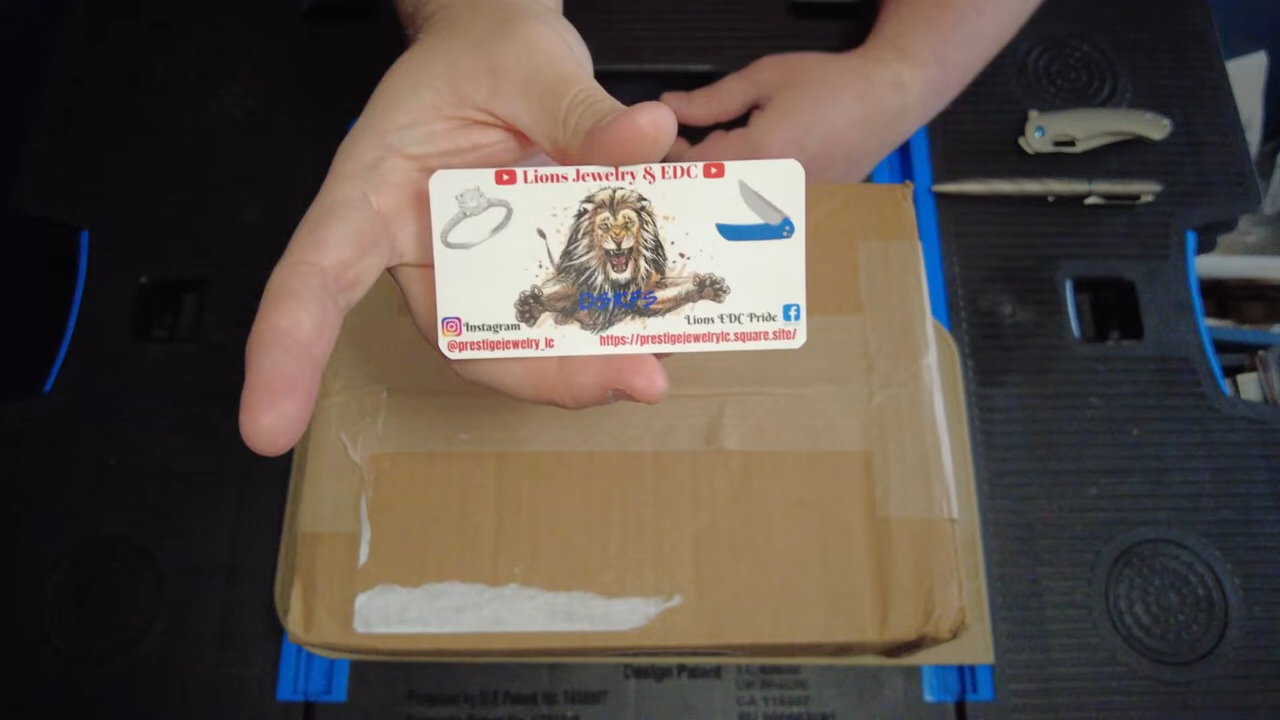 Lions Jewelry & EDC
DSKPS
Instagram
@prestigejewelry_lc
Lions EDC Pride
https://prestigejewelrylc.square.site/
Design Patent